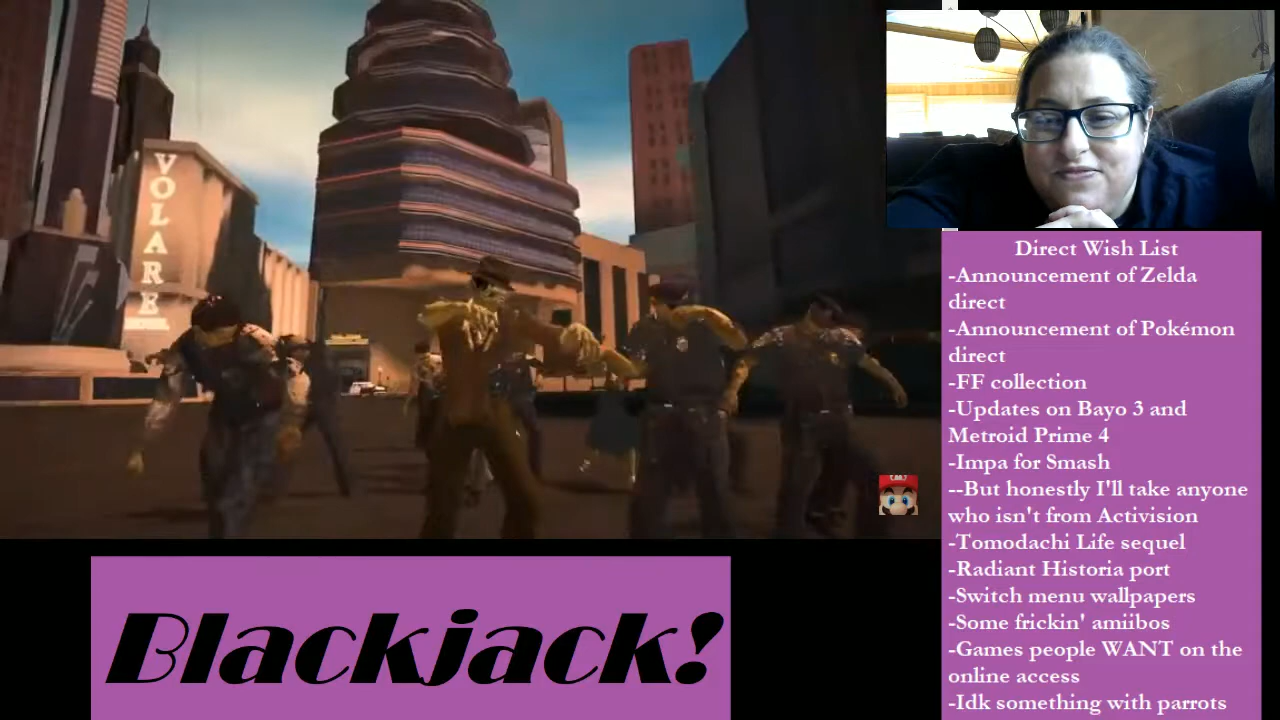 VOLARE
Direct Wish List
-Announcement of Zelda
direct
-Announcement of Pokémon
direct
-FF collection
-Updates on Bayo 3 and
Metroid Prime 4
-Impa for Smash
--But honestly I'll take anyone
who isn't from Activision
-Tomodachi Life sequel
-Radiant Historia port
-Switch menu wallpapers
-Some frickin' amiibos
-Games people WANT on the
online access
-Idk something with parrots
Blackjack!